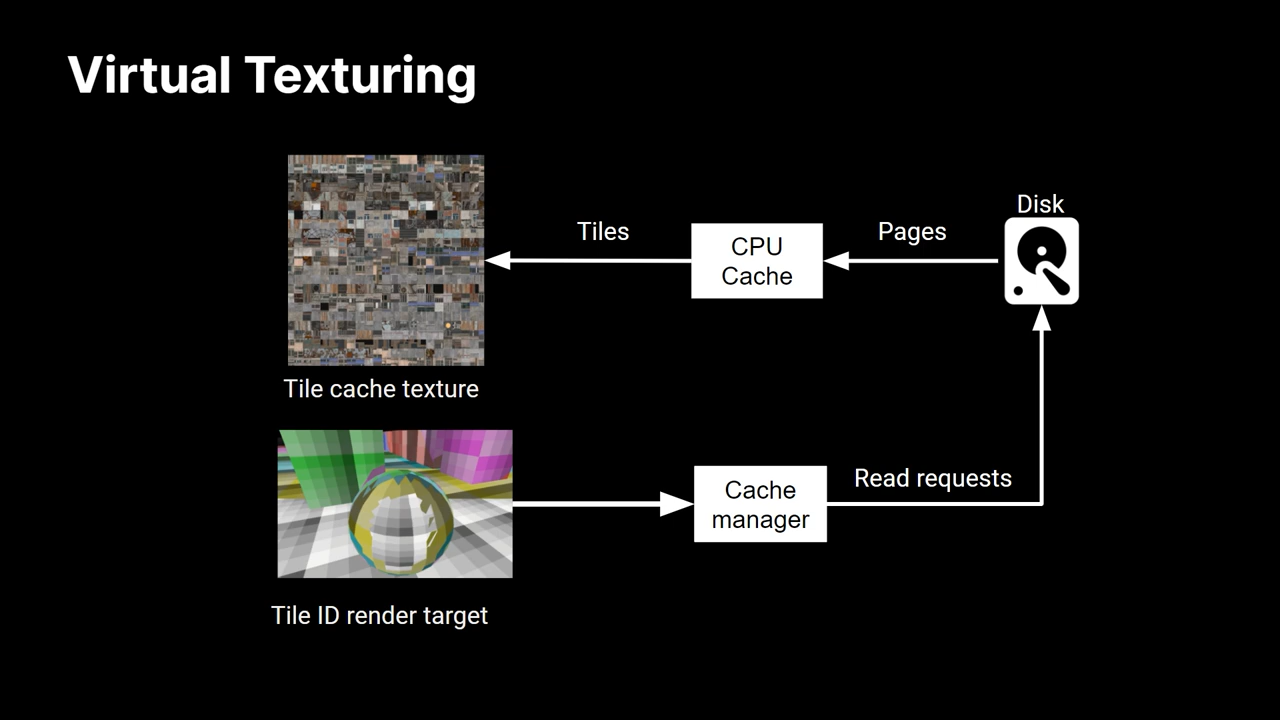 Virtual Texturing
Disk
Tiles
CPU
Cache
Pages
Tile cache texture
Cache
manager
Read requests
Tile ID render target